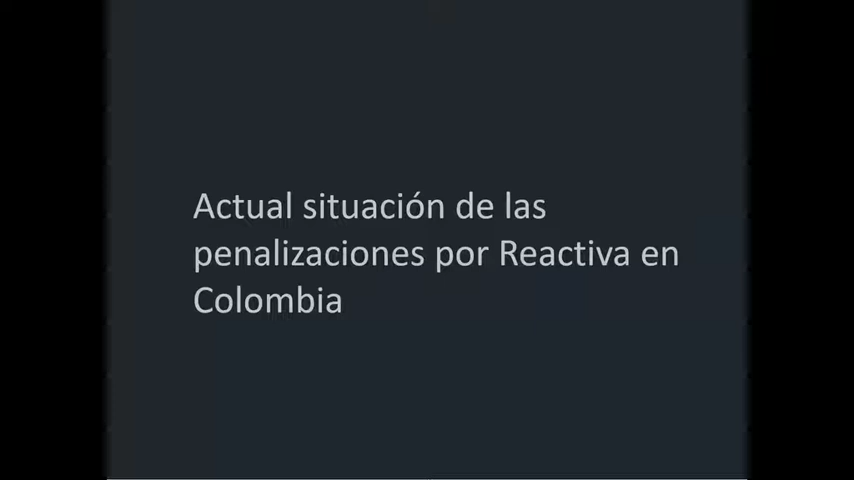 Actual situación de las
penalizaciones por Reactiva en
Colombia